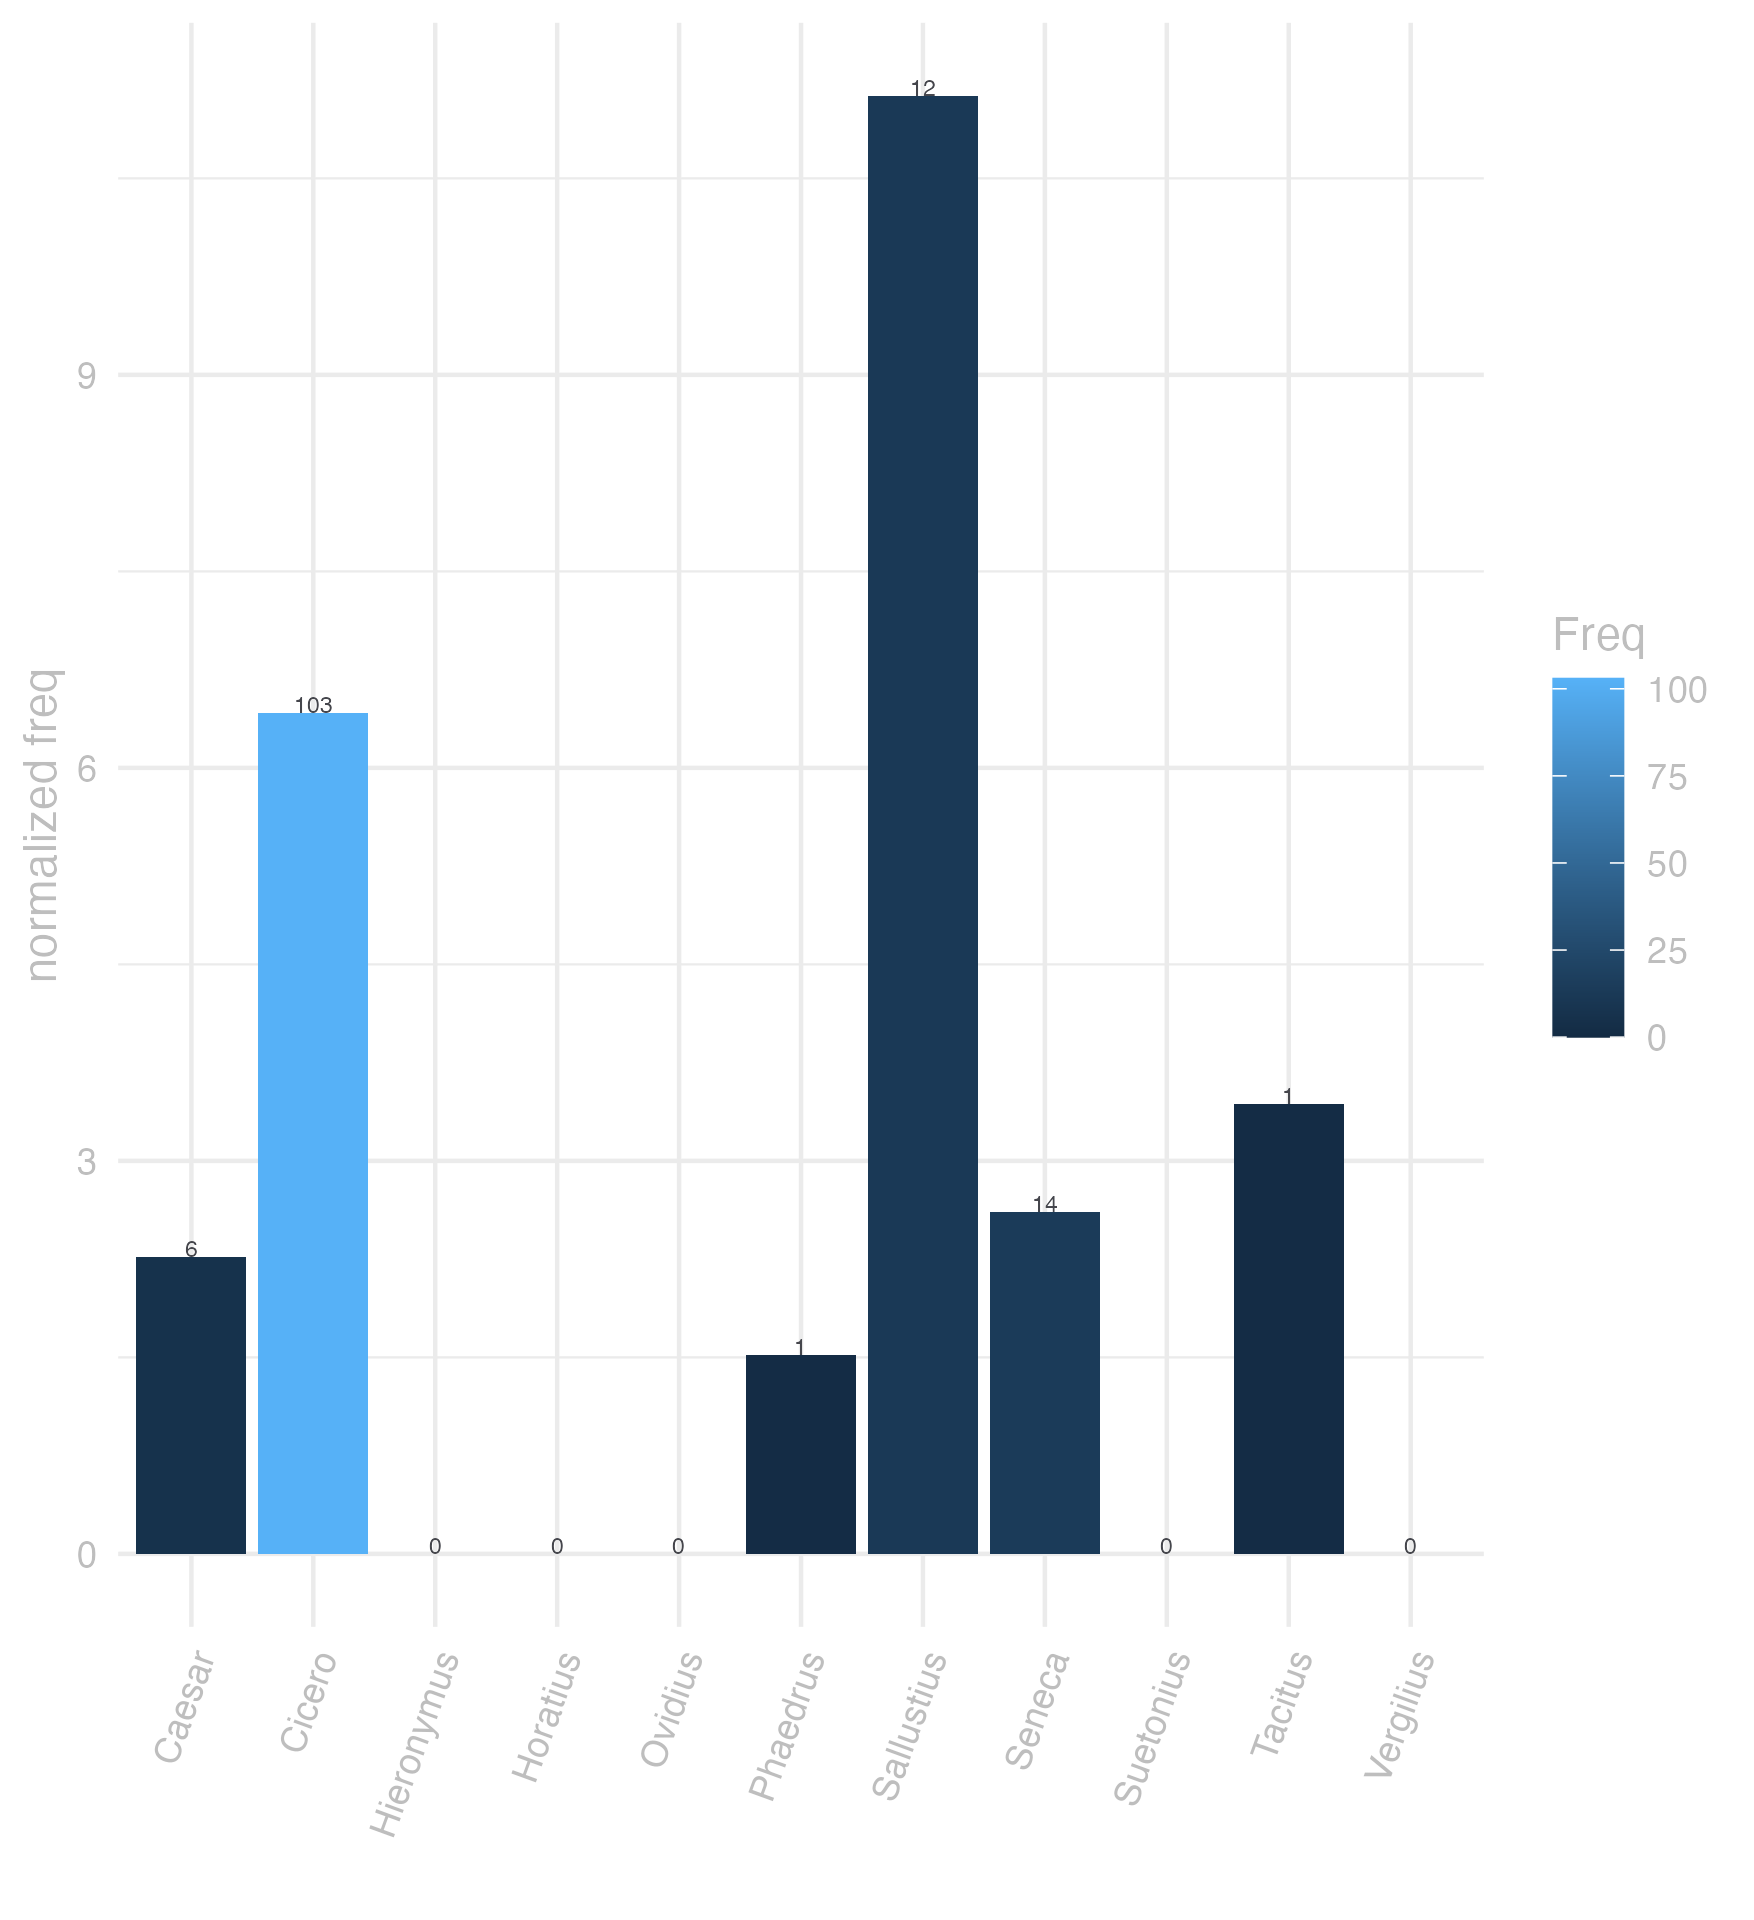 12
9
103
6
normalized freq
3
6
1
14
1
0
0
0
0
0
0
Caesar
Cicero
Hieronymus
Horatius
Ovidius
Phaedrus
Sallustius
Seneca
Suetonius
Tacitus
Vergilius
Freq
100
75
50
25
0